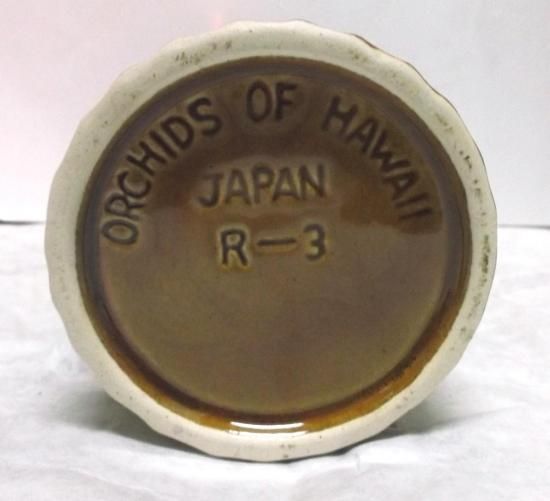 ORCHIDS OF HAWAII
JAPAN
R-3